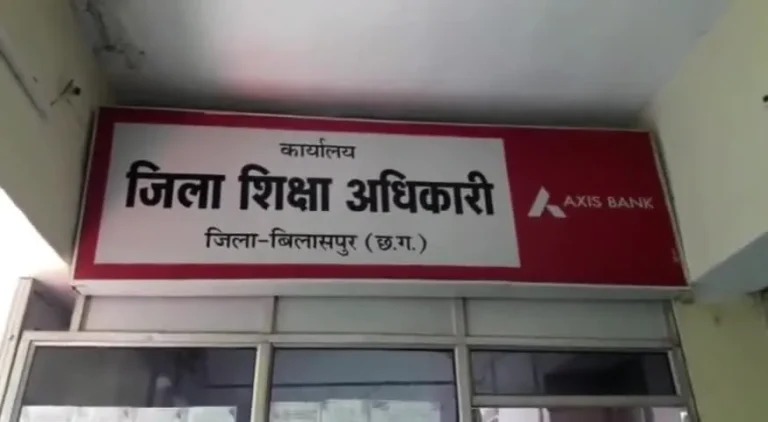 कार्यालय
जिला शिक्षा अधिकारी
जिला-बिलासपुर (छ.ग.)
AXIS BANK